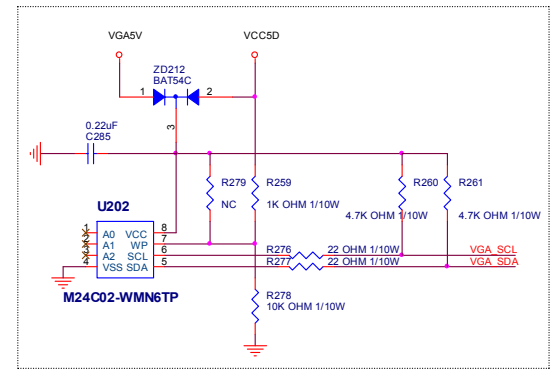 VGA5V
VCC5D
ZD212
BAT54C
1
2
3
0.22uF
C285
R279
NC
R259
1K OHM 1/10W
R260
4.7K OHM 1/10W
R261
4.7K OHM 1/10W
U202
1 A0 VCC 8
2 A1 WP 7
3 A2 SCL 6
4 VSS SDA 5
R276 22 OHM 1/10W VGA_SCL
R277 22 OHM 1/10W VGA_SDA
M24C02-WMN6TP
R278
10K OHM 1/10W